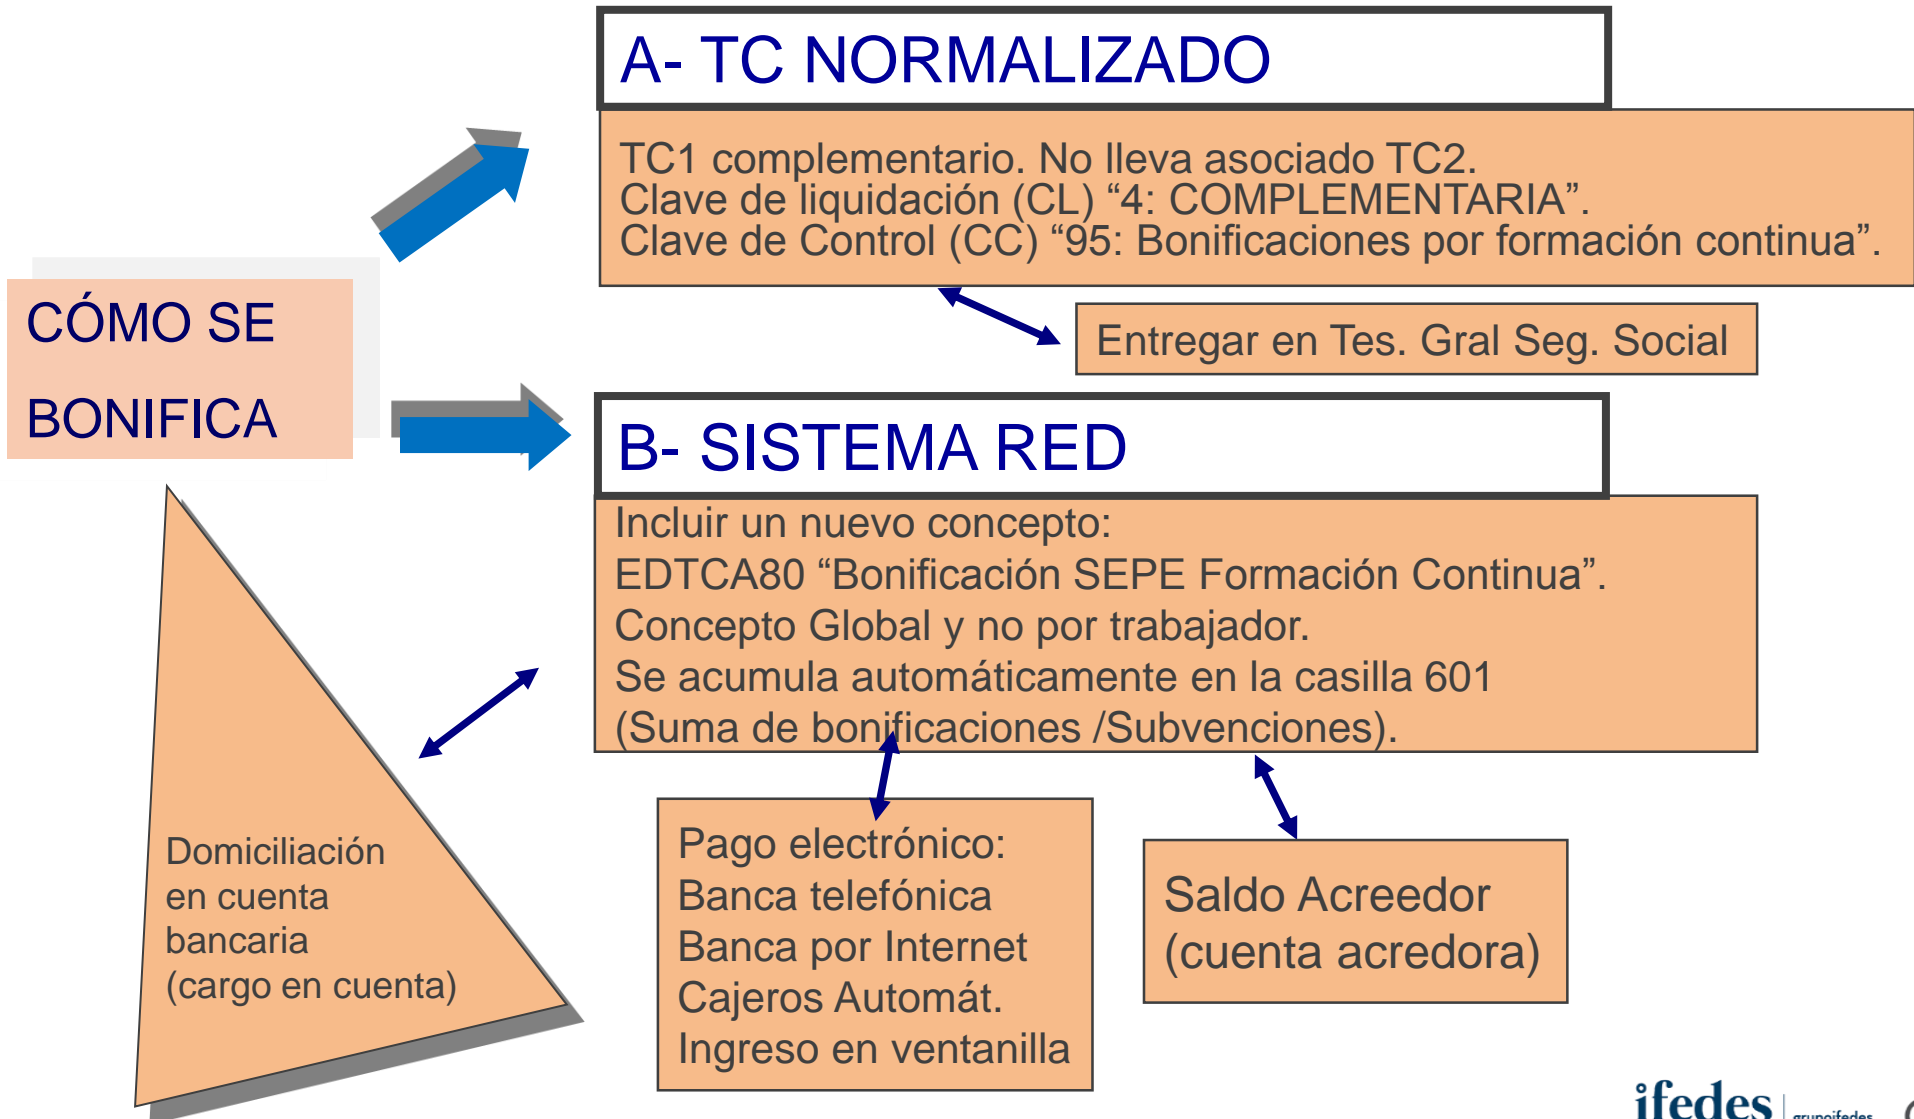 A- TC NORMALIZADO
TC1 complementario. No lleva asociado TC2.
Clave de liquidación (CL) “4: COMPLEMENTARIA”.
Clave de Control (CC) “95: Bonificaciones por formación continua”.
Entregar en Tes. Gral Seg. Social
CÓMO SE
BONIFICA
B- SISTEMA RED
Incluir un nuevo concepto:
EDTCA80 “Bonificación SEPE Formación Continua”.
Concepto Global y no por trabajador.
Se acumula automáticamente en la casilla 601
(Suma de bonificaciones /Subvenciones).
Domiciliación
en cuenta
bancaria
(cargo en cuenta)
Pago electrónico:
Banca telefónica
Banca por Internet
Cajeros Automát.
Ingreso en ventanilla
Saldo Acreedor
(cuenta acredora)
ifedes
grupoifedes